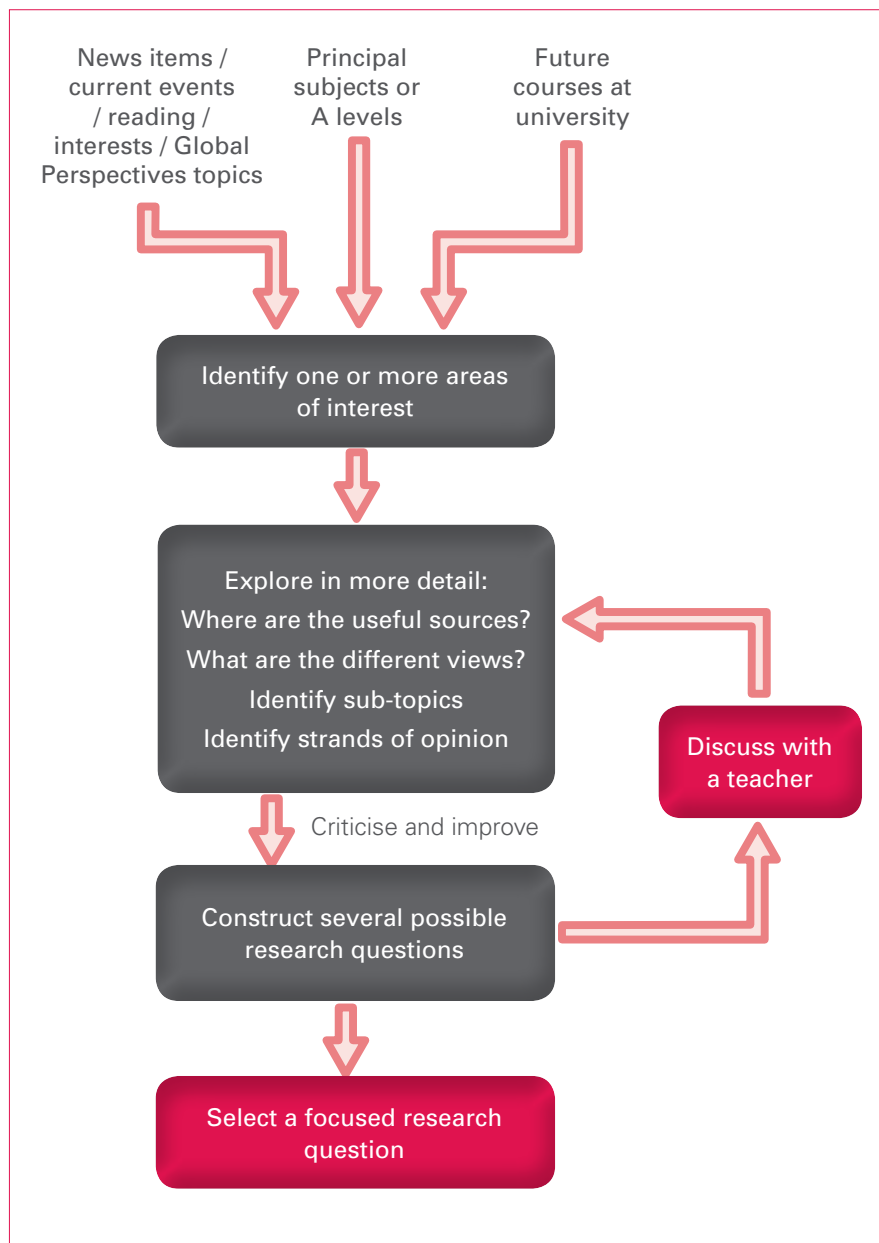 News items /
current events
/ reading /
interests / Global
Perspectives topics
Principal
subjects or
A levels
Future
courses at
university
Identify one or more areas
of interest
Explore in more detail:
Where are the useful sources?
What are the different views?
Identify sub-topics
Identify strands of opinion
Discuss with
a teacher
Criticise and improve
Construct several possible
research questions
Select a focused research
question